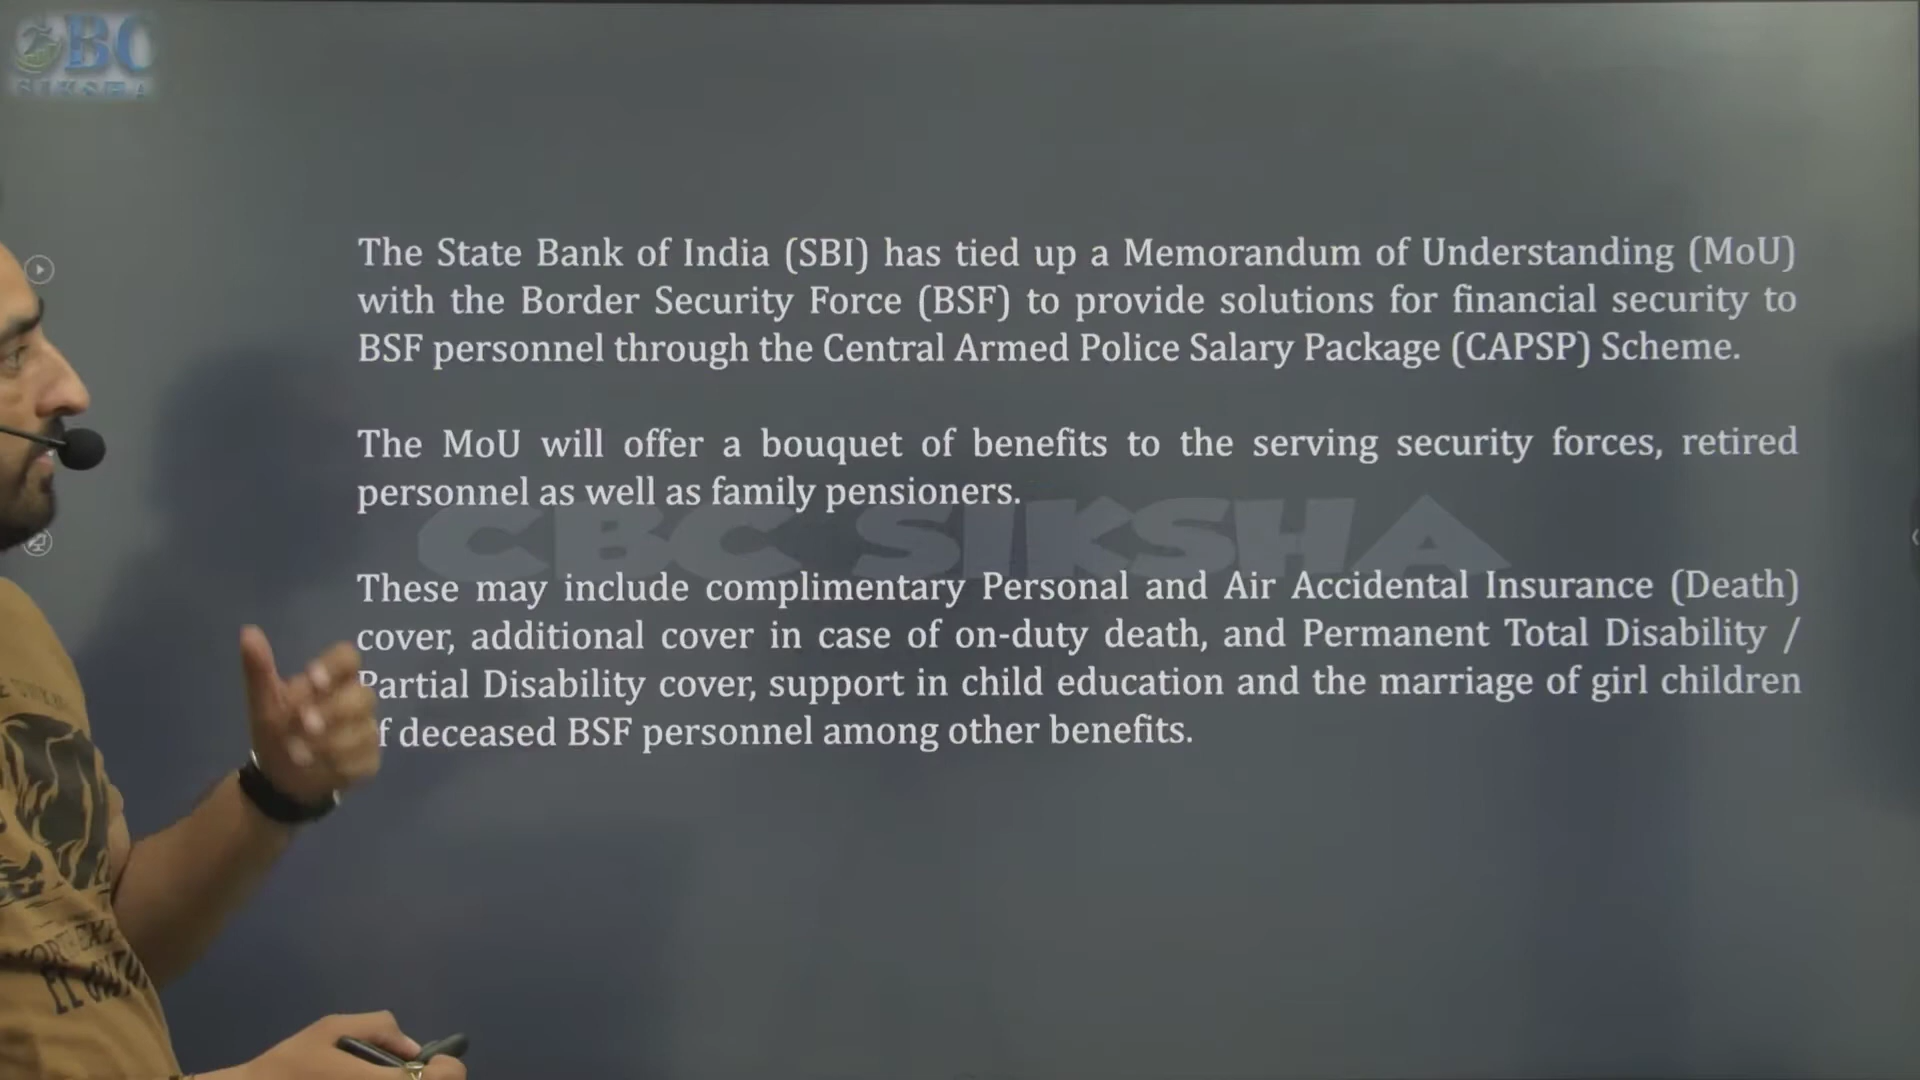 CBC
SIKSHA
The State Bank of India (SBI) has tied up a Memorandum of Understanding (MoU)
with the Border Security Force (BSF) to provide solutions for financial security to
BSF personnel through the Central Armed Police Salary Package (CAPSP) Scheme.
The MoU will offer a bouquet of benefits to the serving security forces, retired
personnel as well as family pensioners.
CBC SIKSHA
These may include complimentary Personal and Air Accidental Insurance (Death)
cover, additional cover in case of on-duty death, and Permanent Total Disability /
Partial Disability cover, support in child education and the marriage of girl children
f deceased BSF personnel among other benefits.